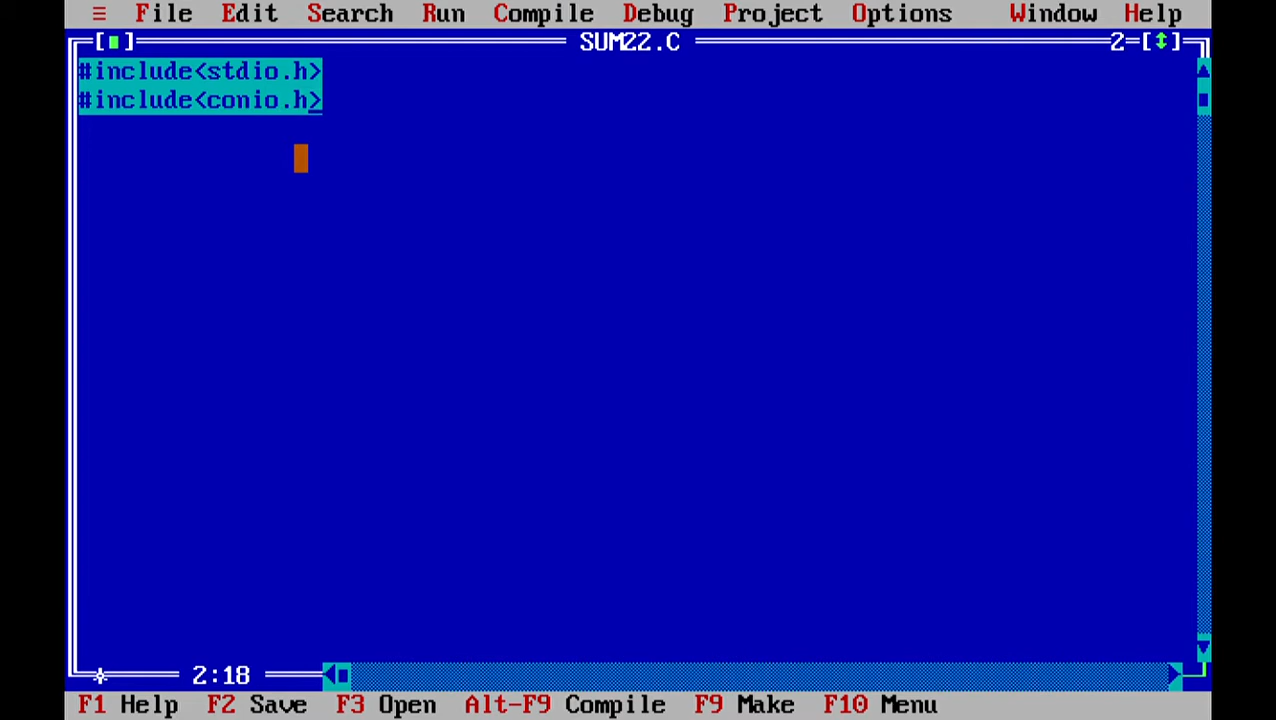 ≡ File Edit Search Run Compile Debug Project Options Window Help
[■] SUM22.C 2=[↕]
#include<stdio.h>
#include<conio.h>
* 2:18
F1 Help F2 Save F3 Open Alt-F9 Compile F9 Make F10 Menu